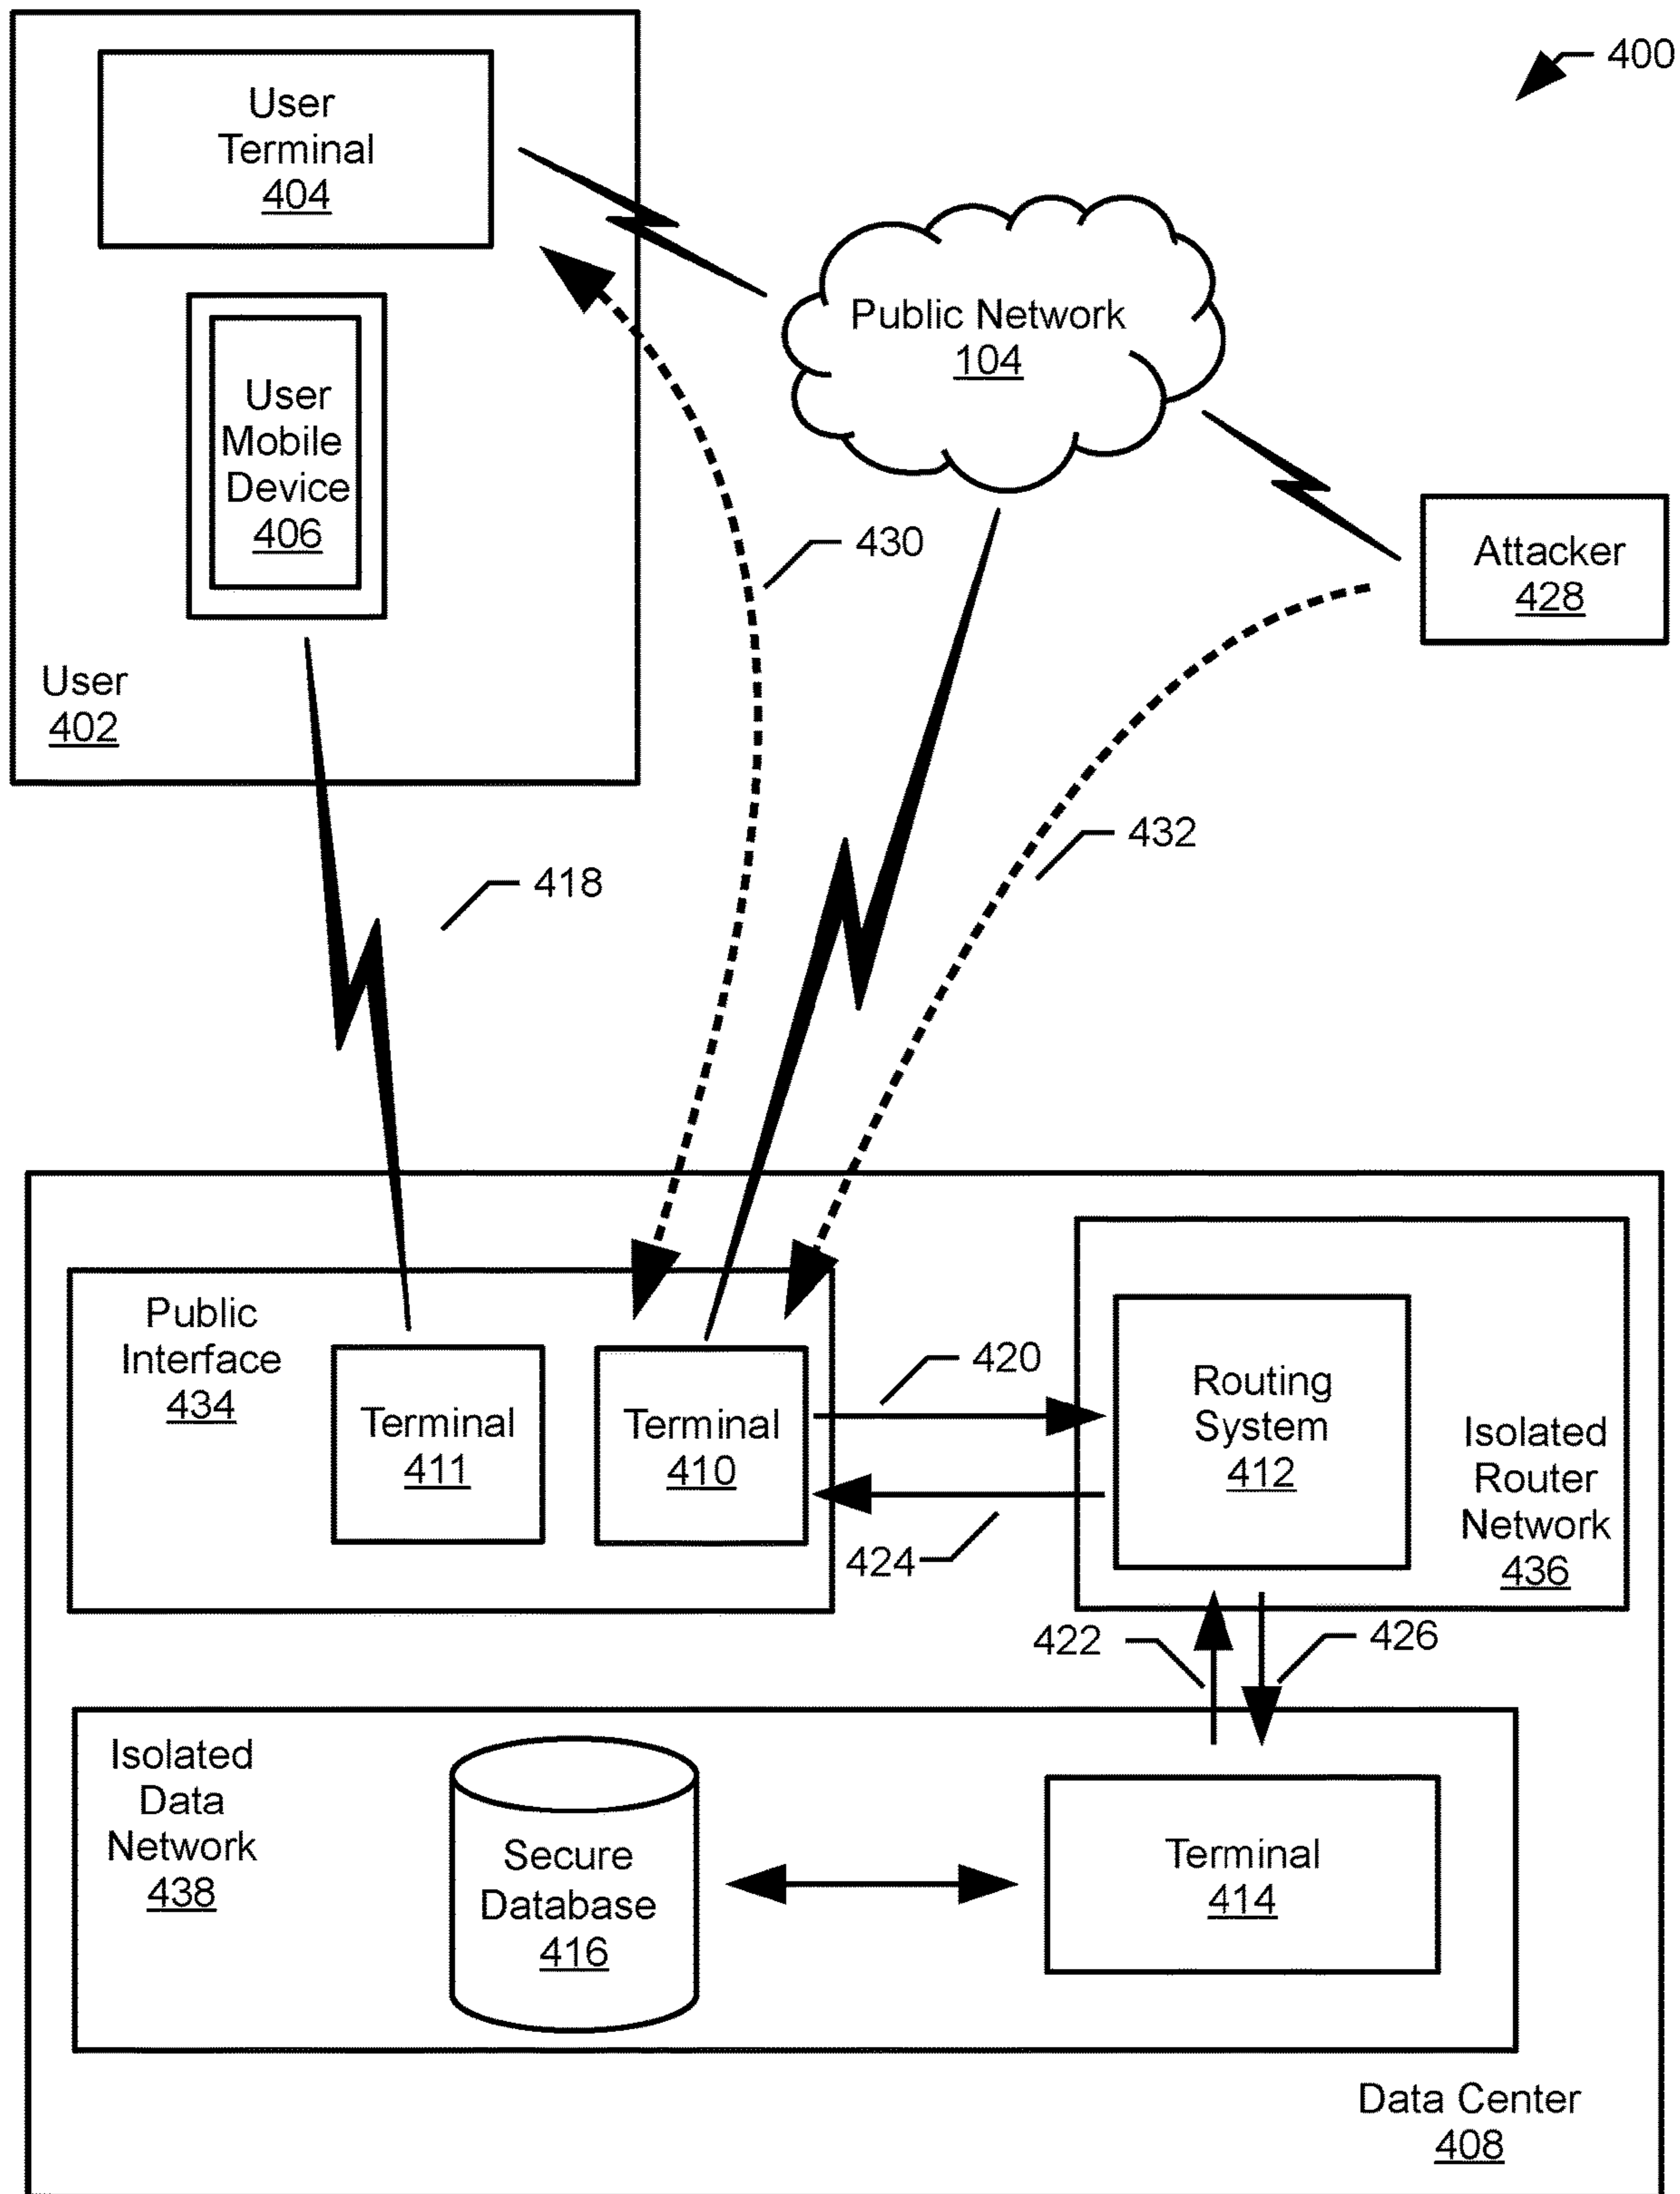 400
User
Terminal
404
Public Network
104
User
Mobile
Device
406
430
Attacker
428
User
402
432
418
Public
Interface
434
Terminal
411
Terminal
410
420
424
Routing
System
412
Isolated
Router
Network
436
422
426
Isolated
Data
Network
438
Secure
Database
416
Terminal
414
Data Center
408